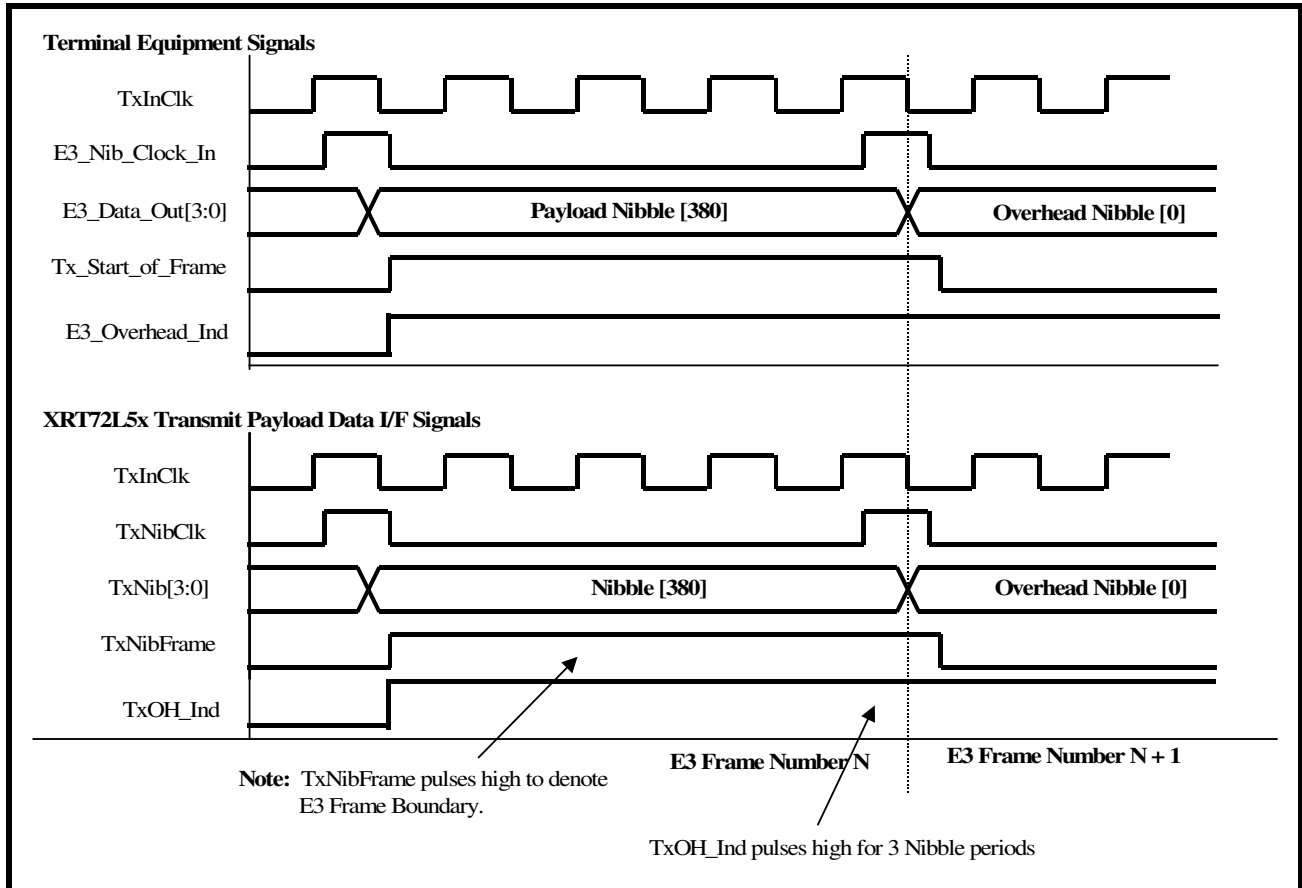 Terminal Equipment Signals
TxInClk
E3_Nib_Clock_In
E3_Data_Out[3:0]
Payload Nibble [380]
Overhead Nibble [0]
Tx_Start_of_Frame
E3_Overhead_Ind
XRT72L5x Transmit Payload Data I/F Signals
TxInClk
TxNibClk
TxNib[3:0]
Nibble [380]
Overhead Nibble [0]
TxNibFrame
TxOH_Ind
E3 Frame Number N
E3 Frame Number N + 1
Note: TxNibFrame pulses high to denote
E3 Frame Boundary.
TxOH_Ind pulses high for 3 Nibble periods